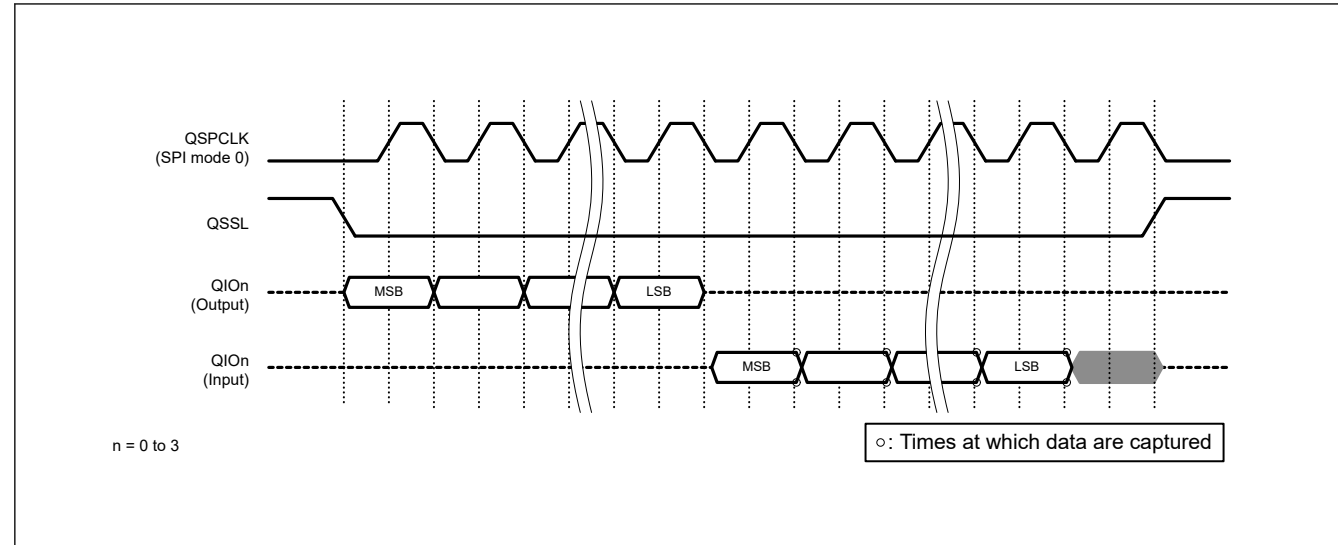 QSPCLK
(SPI mode 0)
QSSL
QIOn
(Output)
MSB
LSB
QIOn
(Input)
MSB
LSB
n = 0 to 3
○: Times at which data are captured